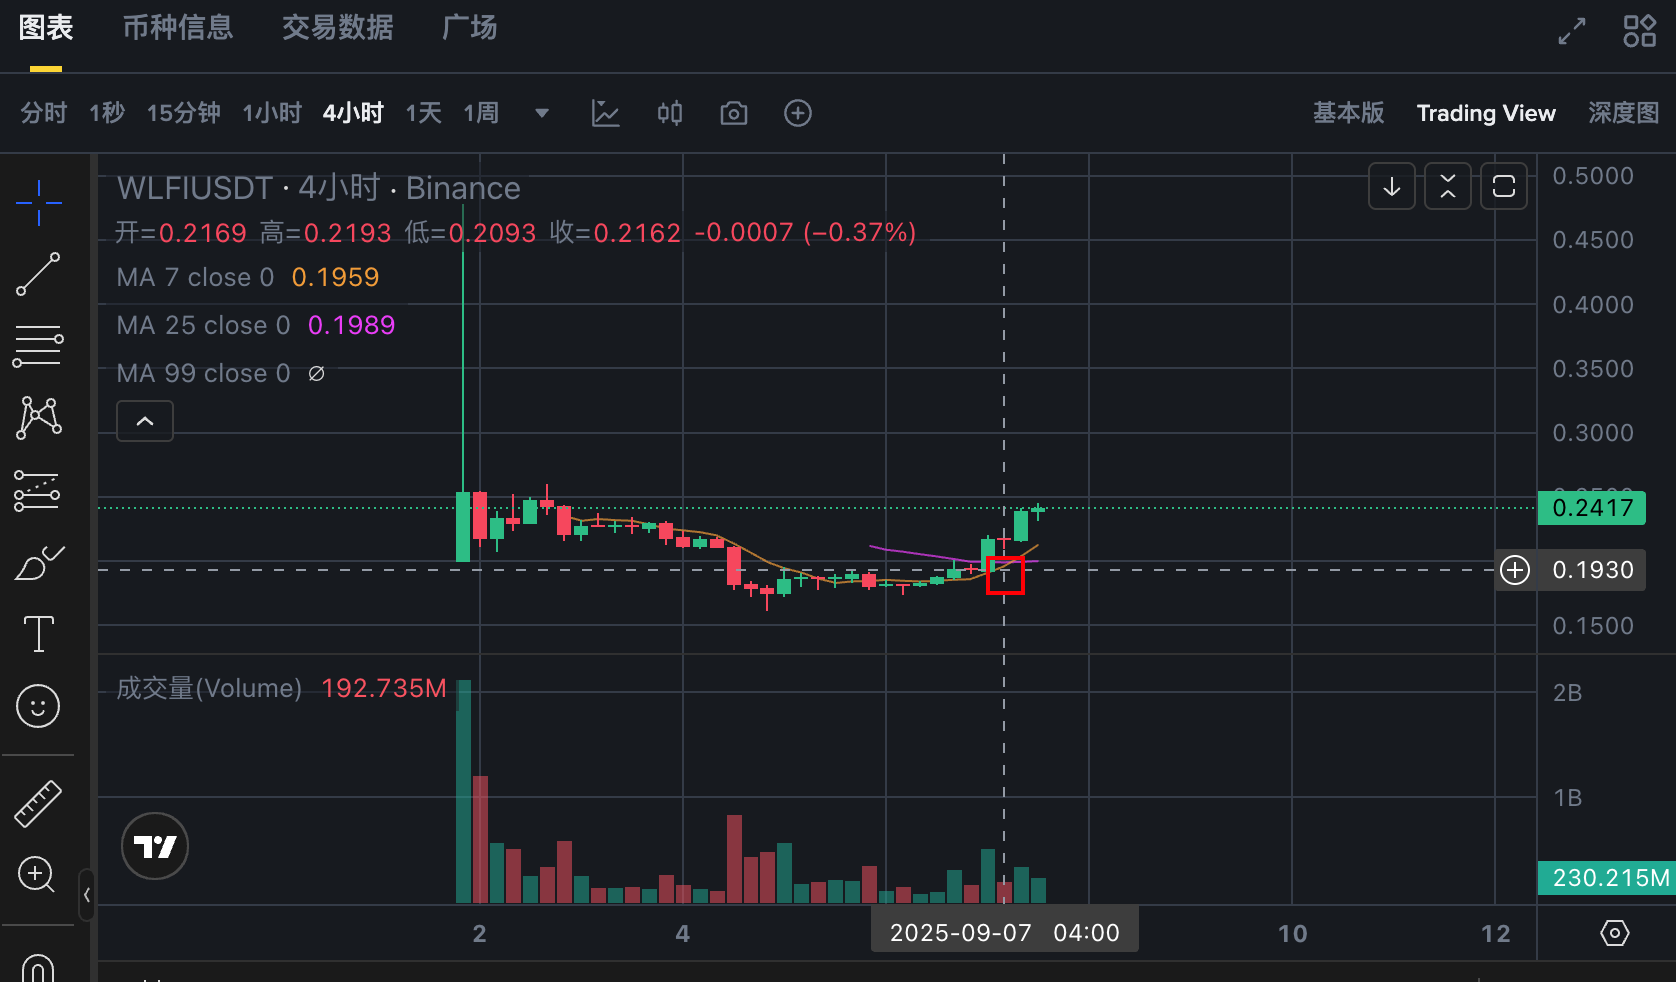 图表 币种信息 交易数据 广场
分时 1秒 15分钟 1小时 4小时 1天 1周 基本版 Trading View 深度图
WLFIUSDT · 4小时 · Binance
开=0.2169 高=0.2193 低=0.2093 收=0.2162 -0.0007 (−0.37%)
MA 7 close 0 0.1959
MA 25 close 0 0.1989
MA 99 close 0 ∅
0.5000
0.4500
0.4000
0.3500
0.3000
0.2417
0.1930
0.1500
成交量(Volume) 192.735M
2B
1B
230.215M
2 4 2025-09-07 04:00 10 12